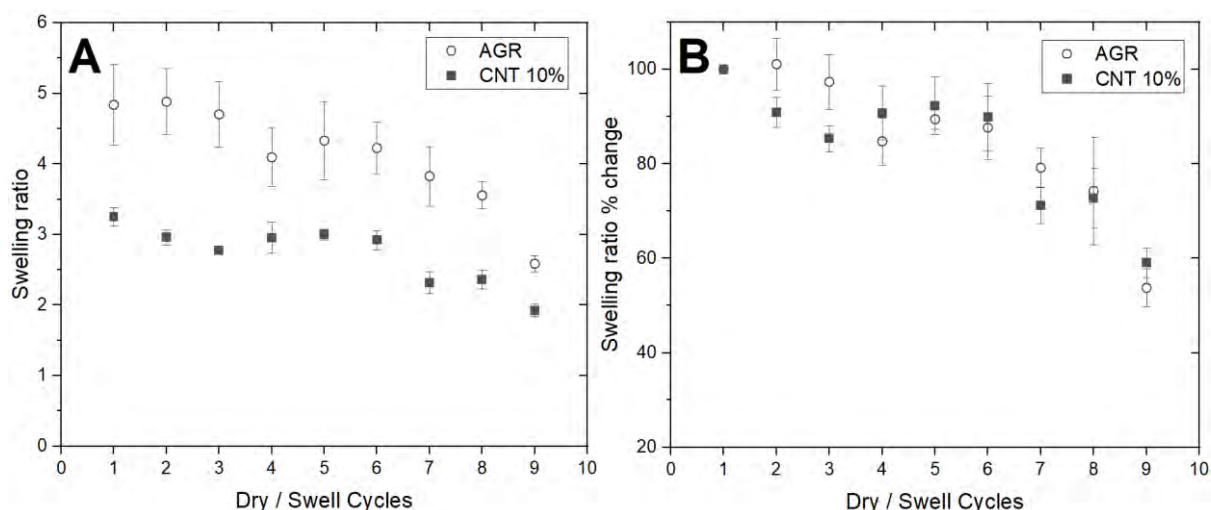 A
AGR
CNT 10%
Swelling ratio
6
5
4
3
2
1
0
0 1 2 3 4 5 6 7 8 9 10
Dry / Swell Cycles
B
AGR
CNT 10%
Swelling ratio % change
100
80
60
40
20
0 1 2 3 4 5 6 7 8 9 10
Dry / Swell Cycles